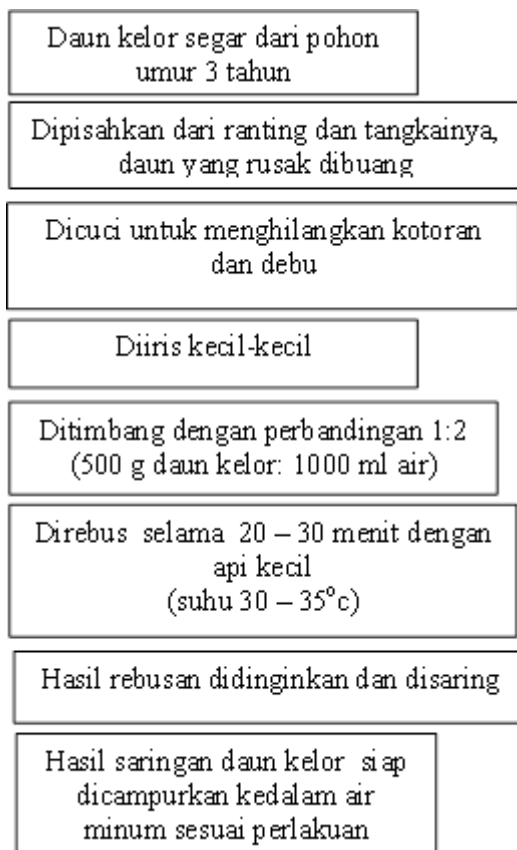 Daun kelor segar dari pohon
umur 3 tahun
Dipisahkan dari ranting dan tangkainya,
daun yang rusak dibuang
Dicuci untuk menghilangkan kotoran
dan debu
Diiris kecil-kecil
Ditimbang dengan perbandingan 1:2
(500 g daun kelor: 1000 ml air)
Direbus selama 20 – 30 menit dengan
api kecil
(suhu 30 – 35°c)
Hasil rebusan didinginkan dan disaring
Hasil saringan daun kelor siap
dicampurkan kedalam air
minum sesuai perlakuan